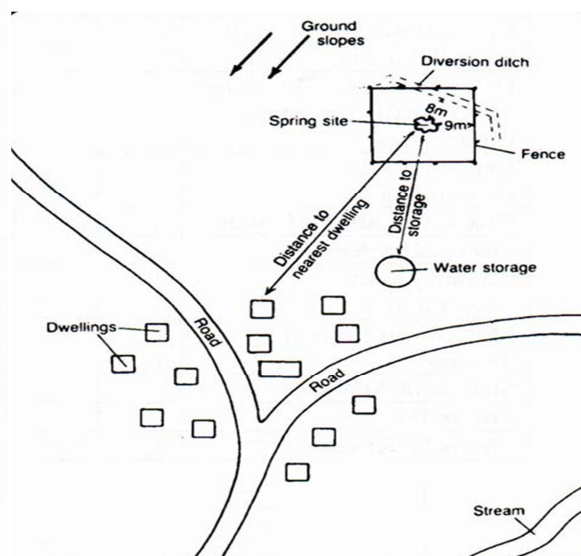 Ground
slopes
Diversion ditch
8m
Spring site
9m
Fence
Distance to
nearest dwelling
Distance to
storage
Water storage
Dwellings
Road
Road
Stream